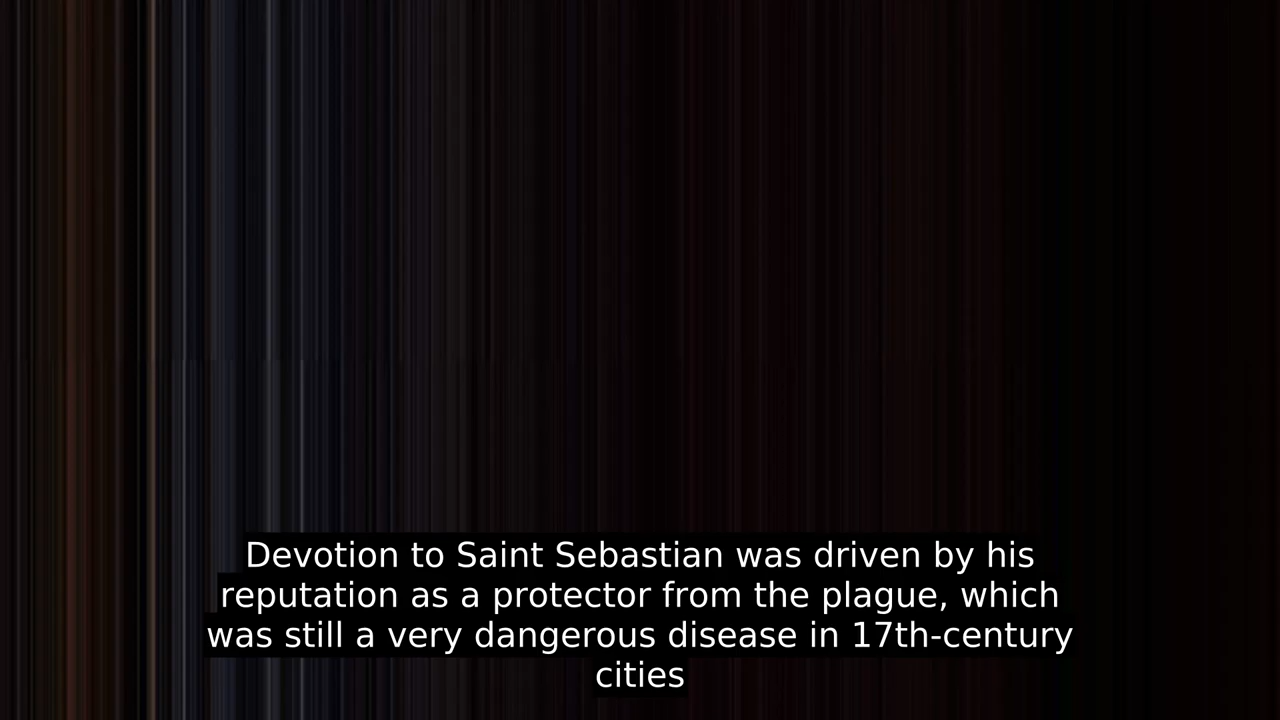 Devotion to Saint Sebastian was driven by his
reputation as a protector from the plague, which
was still a very dangerous disease in 17th-century
cities